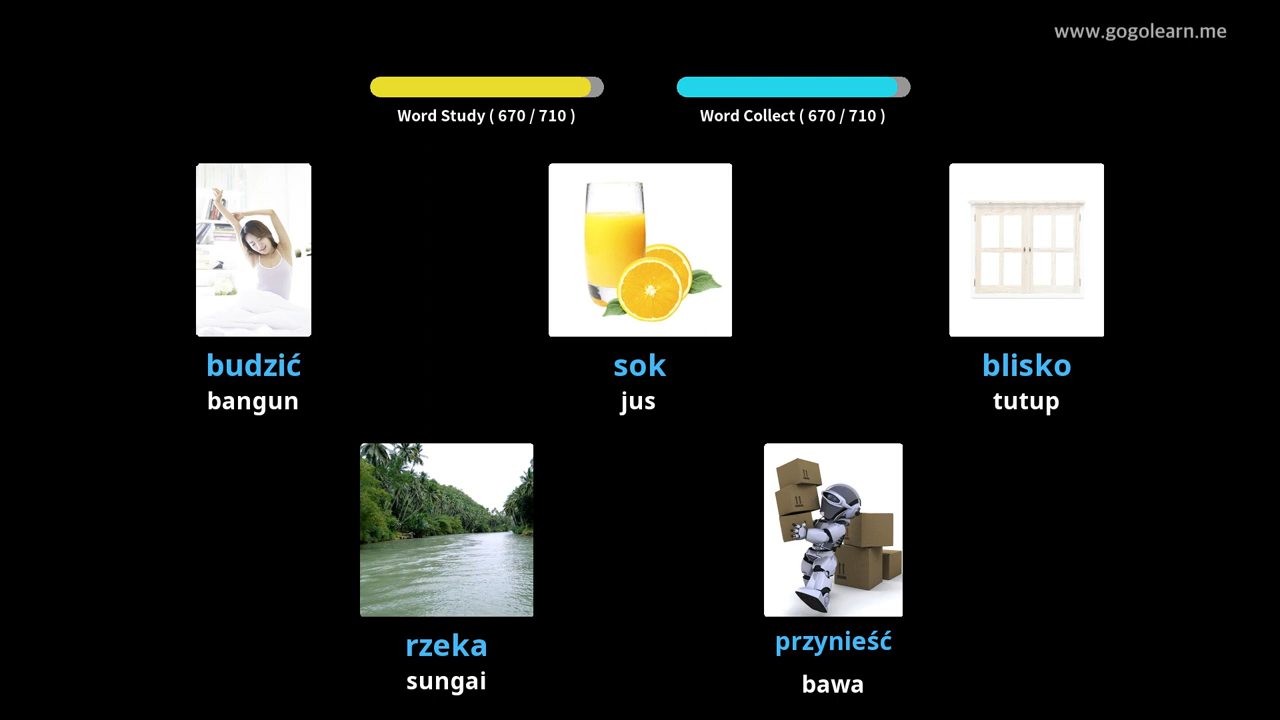 www.gogolearn.me
Word Study ( 670 / 710 )
Word Collect ( 670 / 710 )
budzić
bangun
sok
jus
blisko
tutup
rzeka
sungai
przynieść
bawa